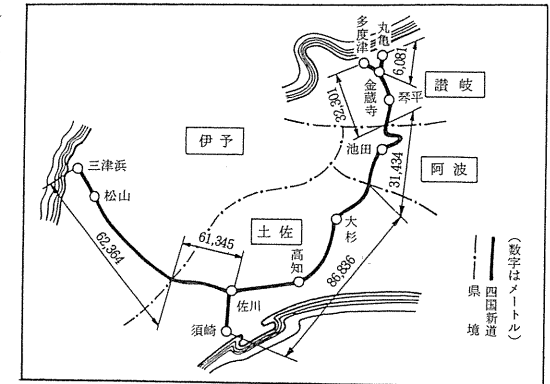 多度津
丸亀
6,081
讃岐
金蔵寺
琴平
32,301
伊予
池田
阿波
31,434
三津浜
松山
大杉
土佐
61,345
高知
62,364
86,836
佐川
須崎
(数字はメートル)
四国新道
県境